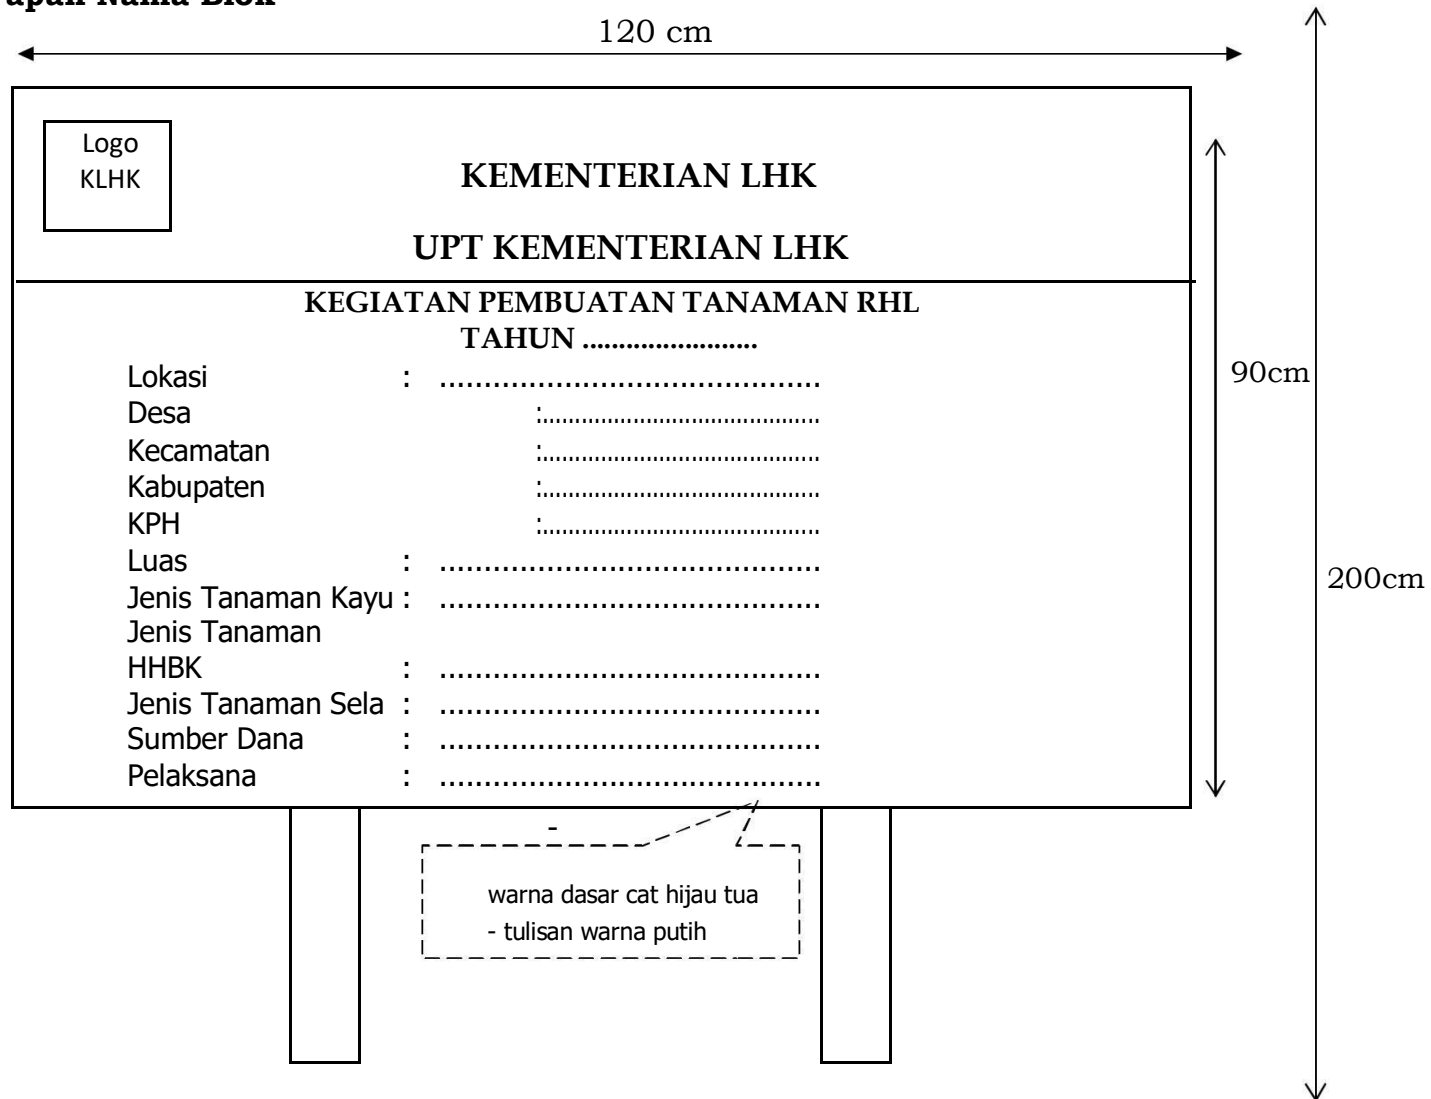 apan Nama Blok
120 cm
Logo
KLHK
KEMENTERIAN LHK
UPT KEMENTERIAN LHK
KEGIATAN PEMBUATAN TANAMAN RHL
TAHUN ........................
Lokasi : ..........................................
Desa :..........................................
Kecamatan :..........................................
Kabupaten :..........................................
KPH :..........................................
Luas : ..........................................
Jenis Tanaman Kayu : ..........................................
Jenis Tanaman
HHBK : ..........................................
Jenis Tanaman Sela : ..........................................
Sumber Dana : ..........................................
Pelaksana : ..........................................
90cm
200cm
-
warna dasar cat hijau tua
- tulisan warna putih